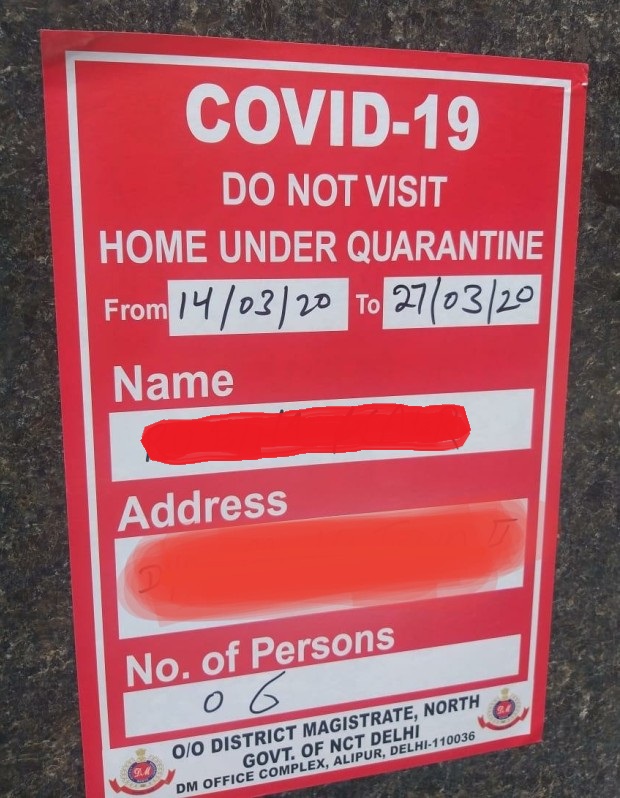 COVID-19
DO NOT VISIT
HOME UNDER QUARANTINE
From 14/03/20 To 27/03/20
Name
Address
No. of Persons
06
O/O DISTRICT MAGISTRATE, NORTH
GOVT. OF NCT DELHI
DM OFFICE COMPLEX, ALIPUR, DELHI-110036